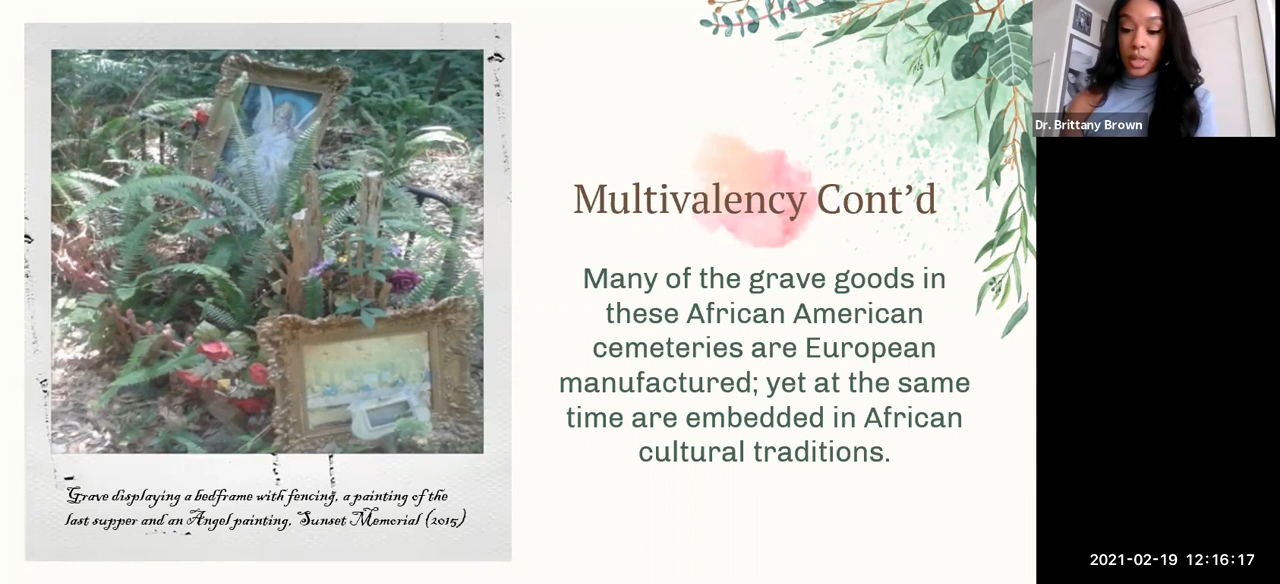 Dr. Brittany Brown
Multivalency Cont’d
Many of the grave goods in
these African American
cemeteries are European
manufactured; yet at the same
time are embedded in African
cultural traditions.
Grave displaying a bedframe with fencing, a painting of the
last supper and an Angel painting, Sunset Memorial (2015)
2021-02-19 12:16:17